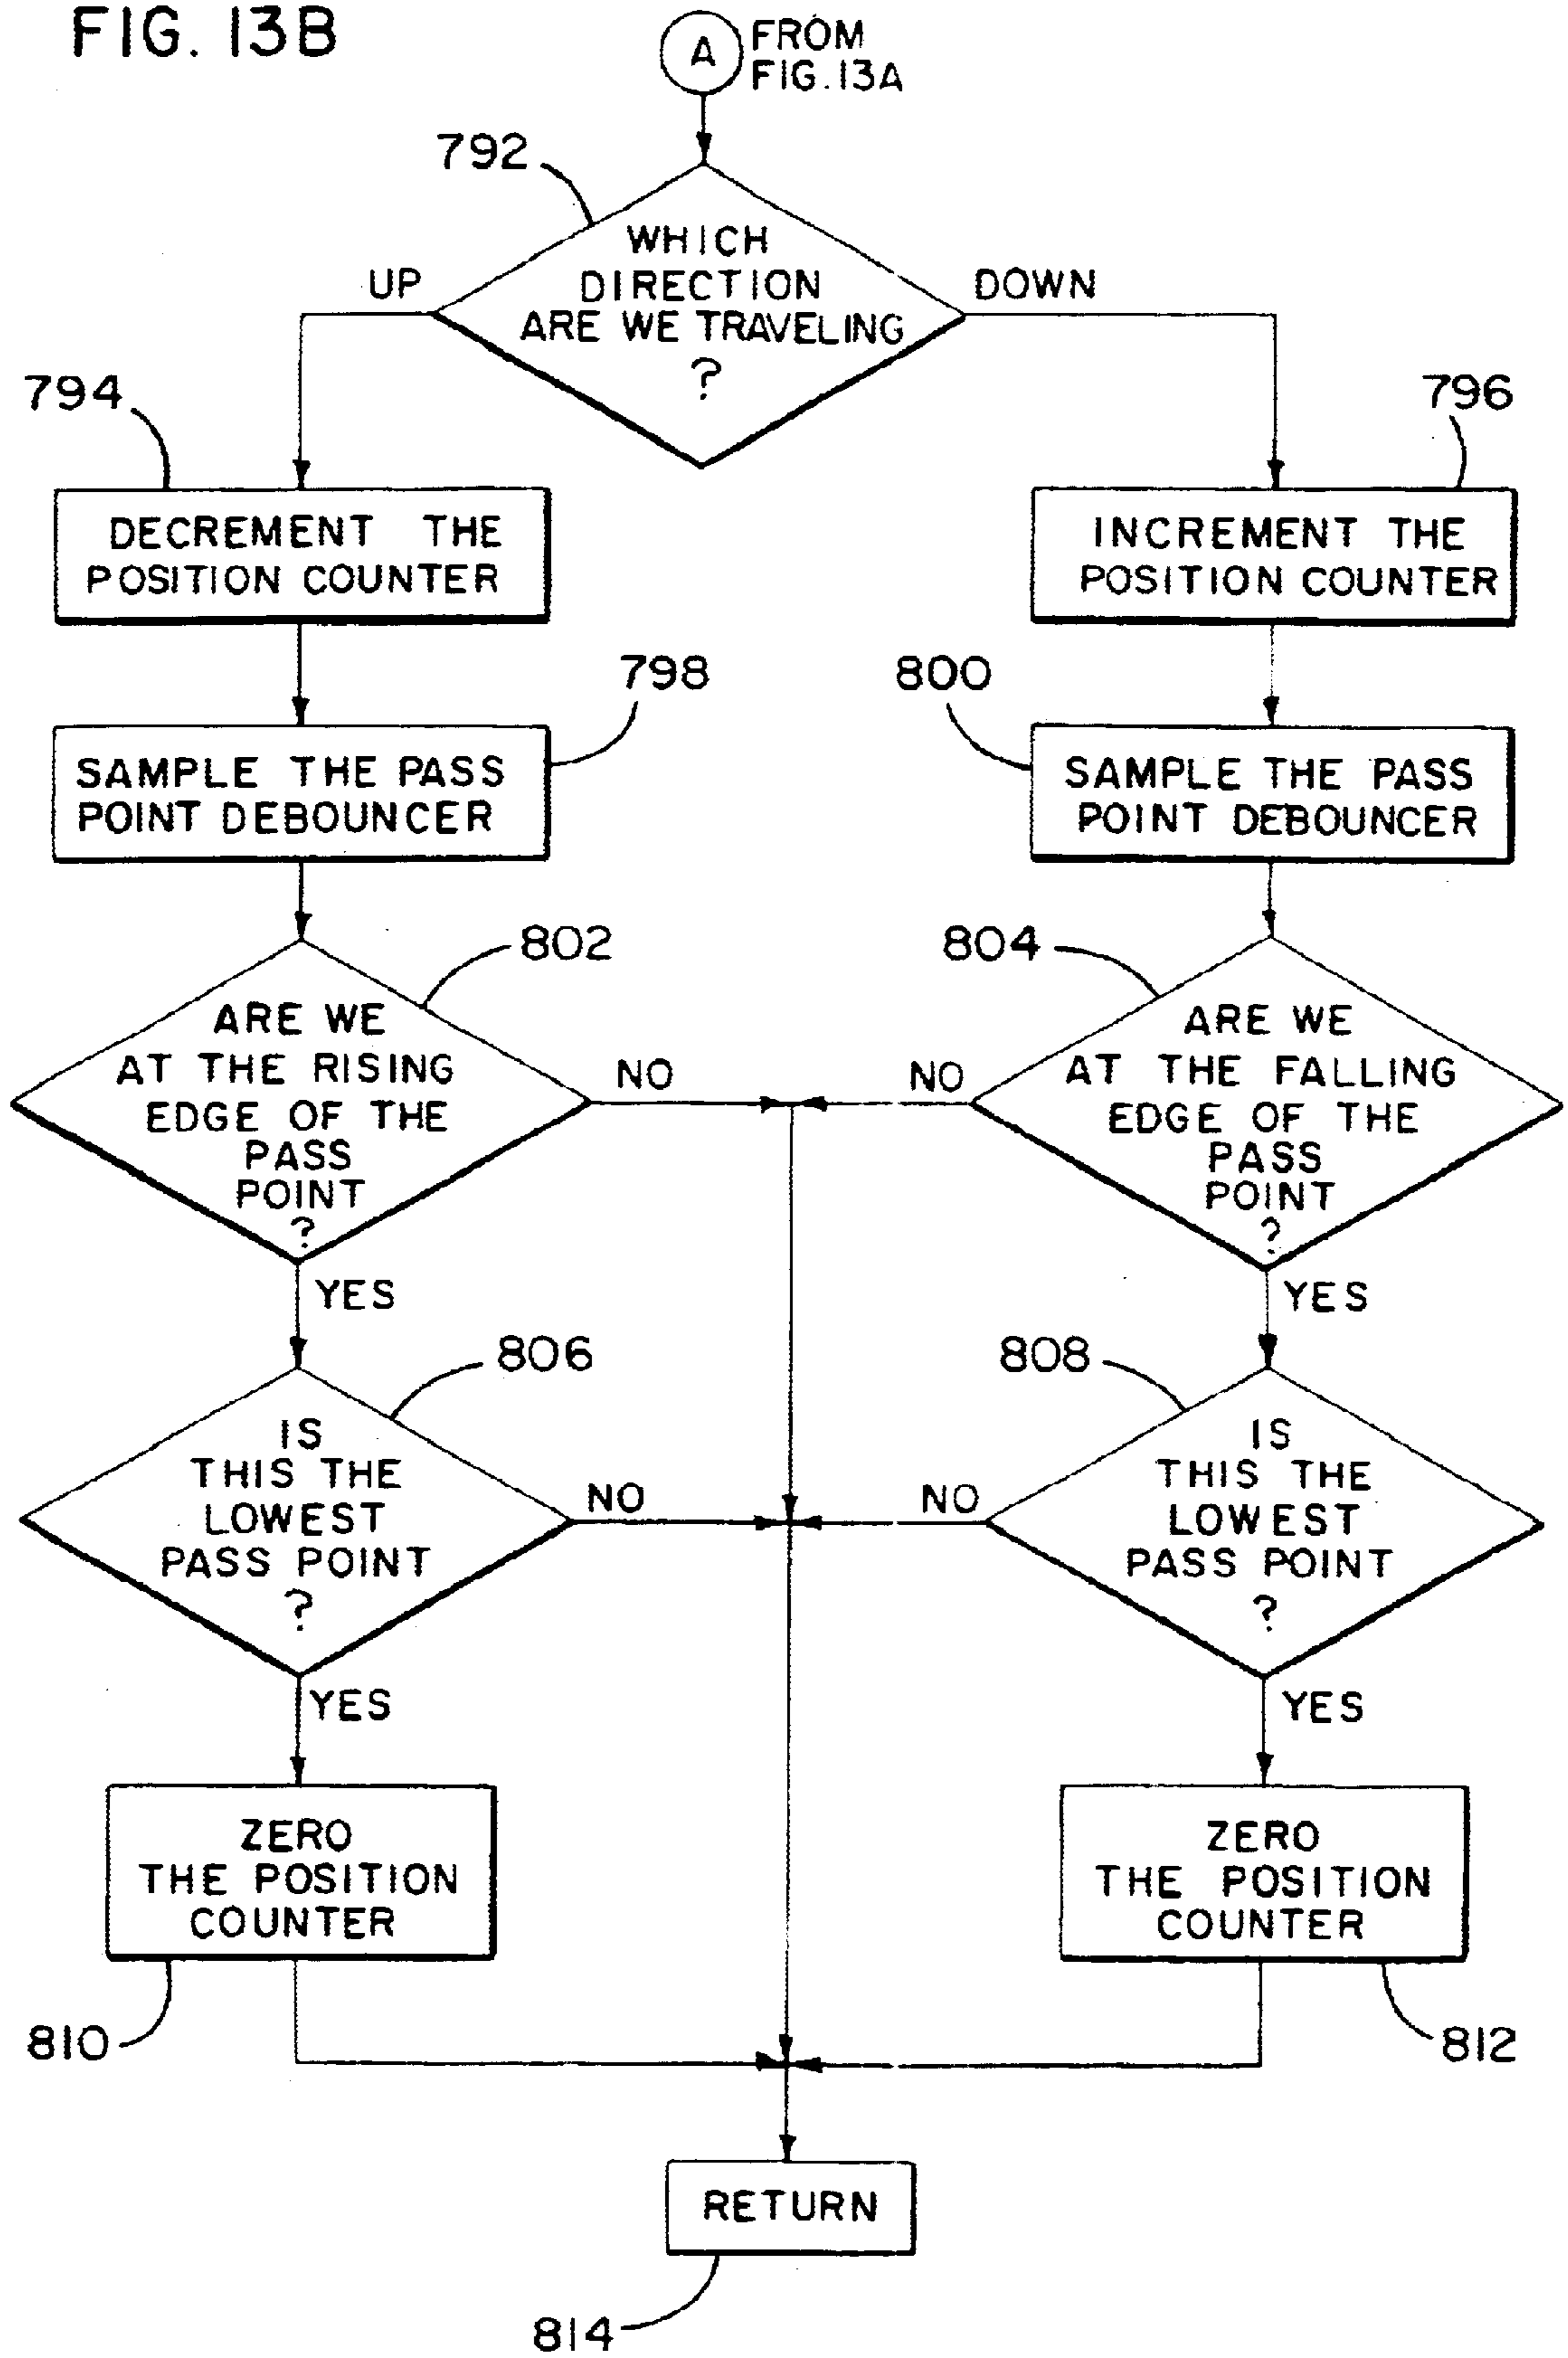 FIG. 13B
A
FROM
FIG. 13A
792
WHICH
DIRECTION
ARE WE TRAVELING
?
UP
DOWN
794
796
DECREMENT THE
POSITION COUNTER
INCREMENT THE
POSITION COUNTER
798
800
SAMPLE THE PASS
POINT DEBOUNCER
SAMPLE THE PASS
POINT DEBOUNCER
802
804
ARE WE
AT THE RISING
EDGE OF THE
PASS
POINT
?
NO
NO
ARE WE
AT THE FALLING
EDGE OF THE
PASS
POINT
?
YES
YES
806
808
IS
THIS THE
LOWEST
PASS POINT
?
NO
NO
IS
THIS THE
LOWEST
PASS POINT
?
YES
YES
ZERO
THE POSITION
COUNTER
ZERO
THE POSITION
COUNTER
810
812
RETURN
814